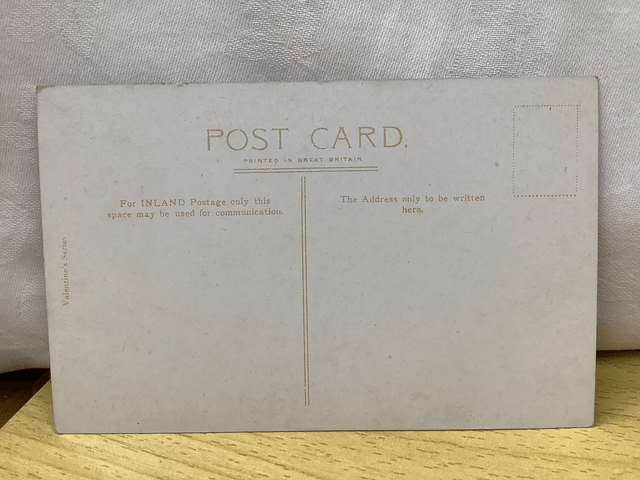 POST CARD.
PRINTED IN GREAT BRITAIN.
For INLAND Postage only this
space may be used for communication.
The Address only to be written
here.
Valentine's Series